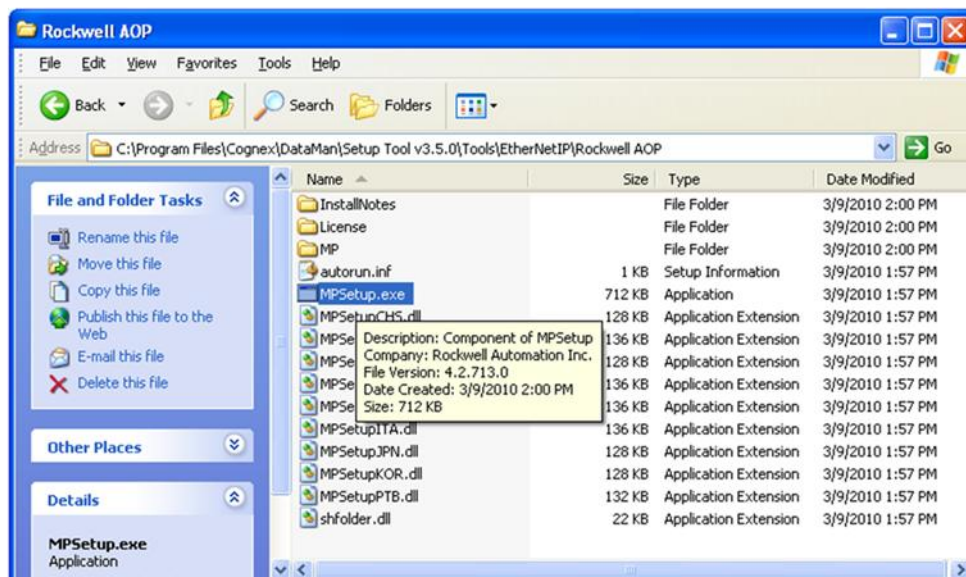 Rockwell AOP
File Edit View Favorites Tools Help
Back Search Folders
Address C:\Program Files\Cognex\DataMan\Setup Tool v3.5.0\Tools\EtherNetIP\Rockwell AOP Go
File and Folder Tasks
Rename this file
Move this file
Copy this file
Publish this file to the
Web
E-mail this file
Delete this file
Other Places
Details
MPSetup.exe
Application
Name Size Type Date Modified
InstallNotes File Folder 3/9/2010 2:00 PM
License File Folder 3/9/2010 2:00 PM
MP File Folder 3/9/2010 2:00 PM
autorun.inf 1 KB Setup Information 3/9/2010 1:57 PM
MPSetup.exe 712 KB Application 3/9/2010 1:57 PM
MPSetupCHS.dll 128 KB Application Extension 3/9/2010 1:57 PM
MPSe 136 KB Application Extension 3/9/2010 1:57 PM
MPSe 128 KB Application Extension 3/9/2010 1:57 PM
MPSe 136 KB Application Extension 3/9/2010 1:57 PM
MPSe 136 KB Application Extension 3/9/2010 1:57 PM
MPSetupITA.dll 136 KB Application Extension 3/9/2010 1:57 PM
MPSetupJPN.dll 128 KB Application Extension 3/9/2010 1:57 PM
MPSetupKOR.dll 128 KB Application Extension 3/9/2010 1:57 PM
MPSetupPTB.dll 132 KB Application Extension 3/9/2010 1:57 PM
shfolder.dll 22 KB Application Extension 3/9/2010 1:57 PM
Description: Component of MPSetup
Company: Rockwell Automation Inc.
File Version: 4.2.713.0
Date Created: 3/9/2010 2:00 PM
Size: 712 KB